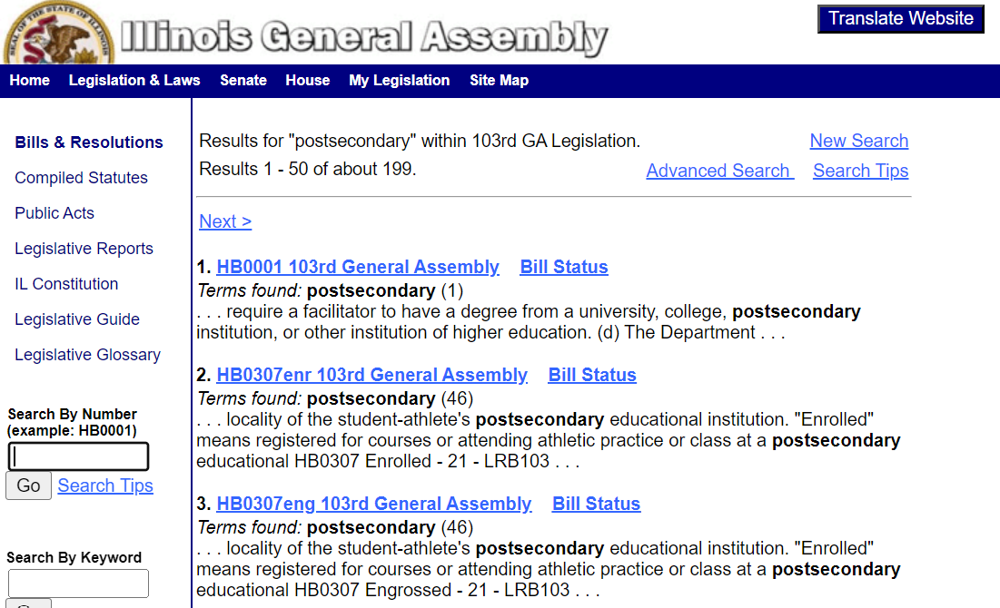 SEAL OF THE STATE OF ILLINOIS
Illinois General Assembly
Translate Website
Home Legislation & Laws Senate House My Legislation Site Map
Bills & Resolutions
Compiled Statutes
Public Acts
Legislative Reports
IL Constitution
Legislative Guide
Legislative Glossary
Search By Number
(example: HB0001)
Go Search Tips
Search By Keyword
Results for "postsecondary" within 103rd GA Legislation.
New Search
Results 1 - 50 of about 199.
Advanced Search Search Tips
Next >
1. HB0001 103rd General Assembly Bill Status
Terms found: postsecondary (1)
. . . require a facilitator to have a degree from a university, college, postsecondary
institution, or other institution of higher education. (d) The Department . . .
2. HB0307enr 103rd General Assembly Bill Status
Terms found: postsecondary (46)
. . . locality of the student-athlete's postsecondary educational institution. "Enrolled"
means registered for courses or attending athletic practice or class at a postsecondary
educational HB0307 Enrolled - 21 - LRB103 . . .
3. HB0307eng 103rd General Assembly Bill Status
Terms found: postsecondary (46)
. . . locality of the student-athlete's postsecondary educational institution. "Enrolled"
means registered for courses or attending athletic practice or class at a postsecondary
educational HB0307 Engrossed - 21 - LRB103 . . .